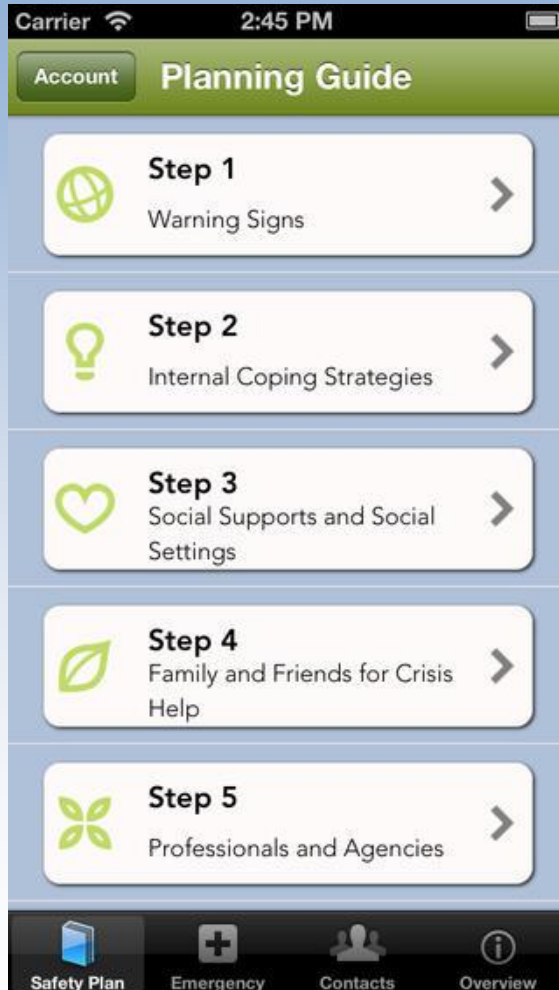 Carrier 2:45 PM
Account Planning Guide
Step 1
Warning Signs
Step 2
Internal Coping Strategies
Step 3
Social Supports and Social
Settings
Step 4
Family and Friends for Crisis
Help
Step 5
Professionals and Agencies
Safety Plan Emergency Contacts Overview